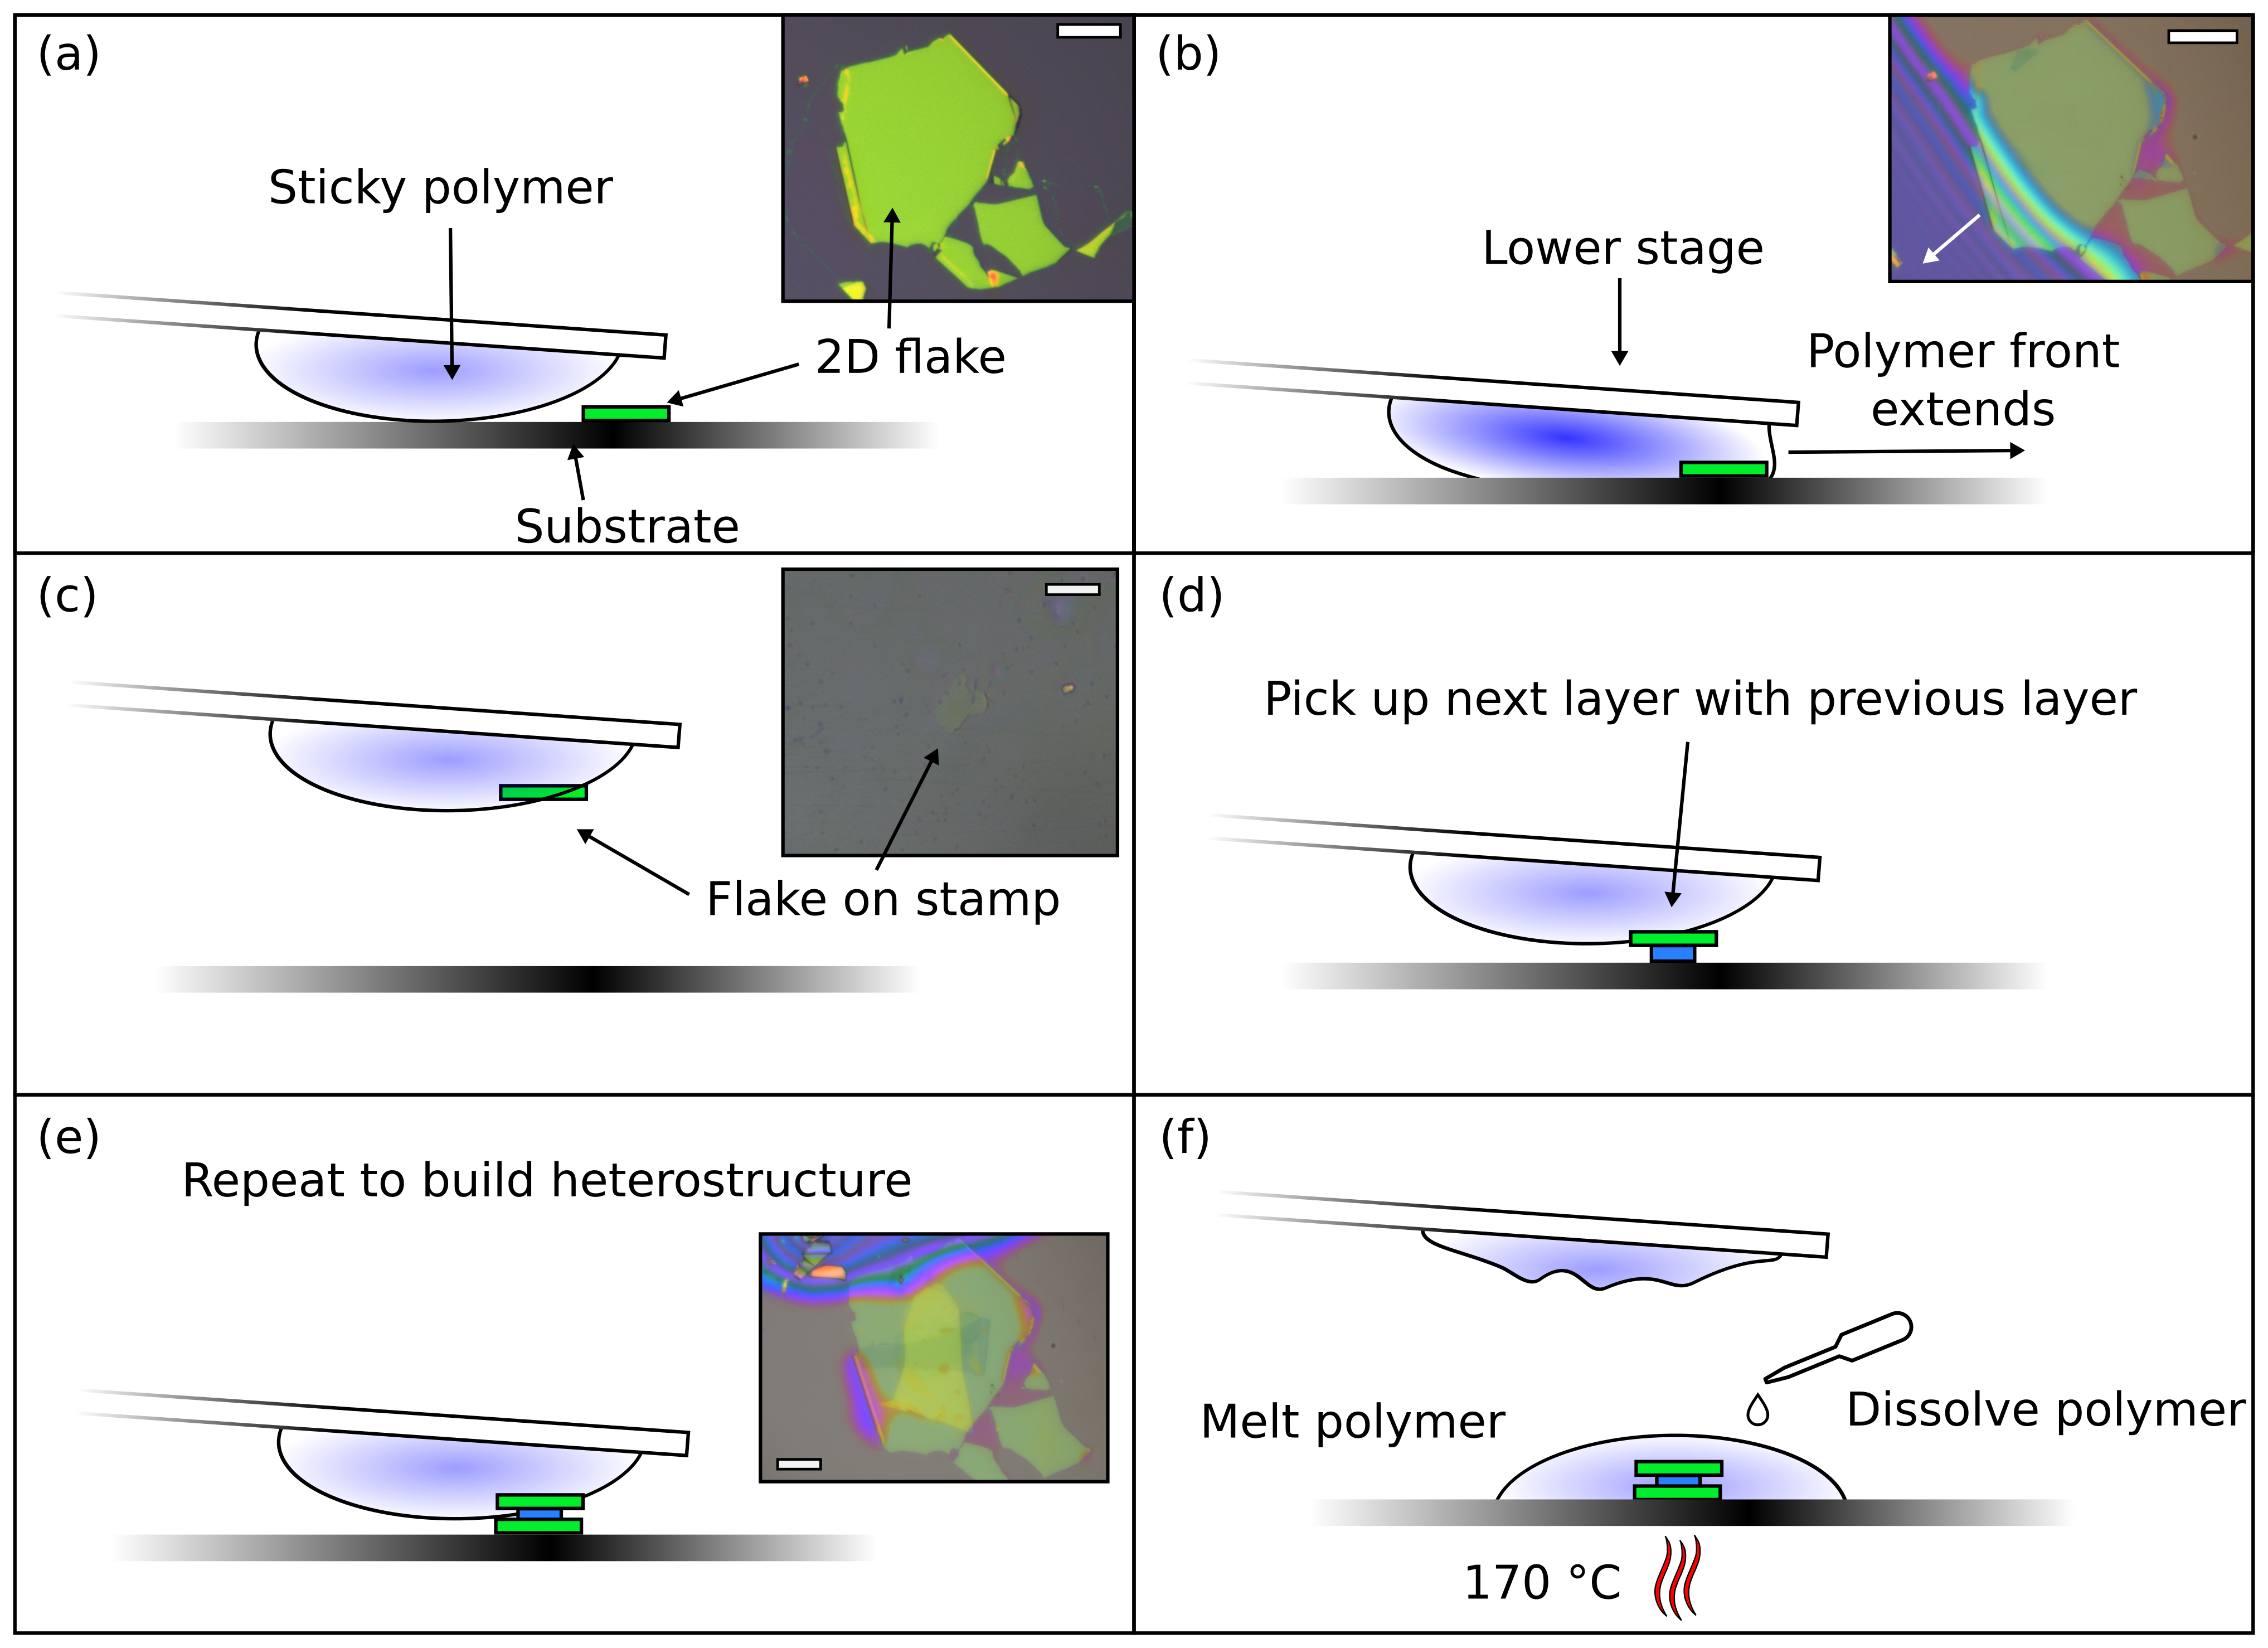 (a)
Sticky polymer
2D flake
Substrate
(b)
Lower stage
Polymer front
extends
(c)
Flake on stamp
(d)
Pick up next layer with previous layer
(e)
Repeat to build heterostructure
(f)
Melt polymer
Dissolve polymer
170 °C